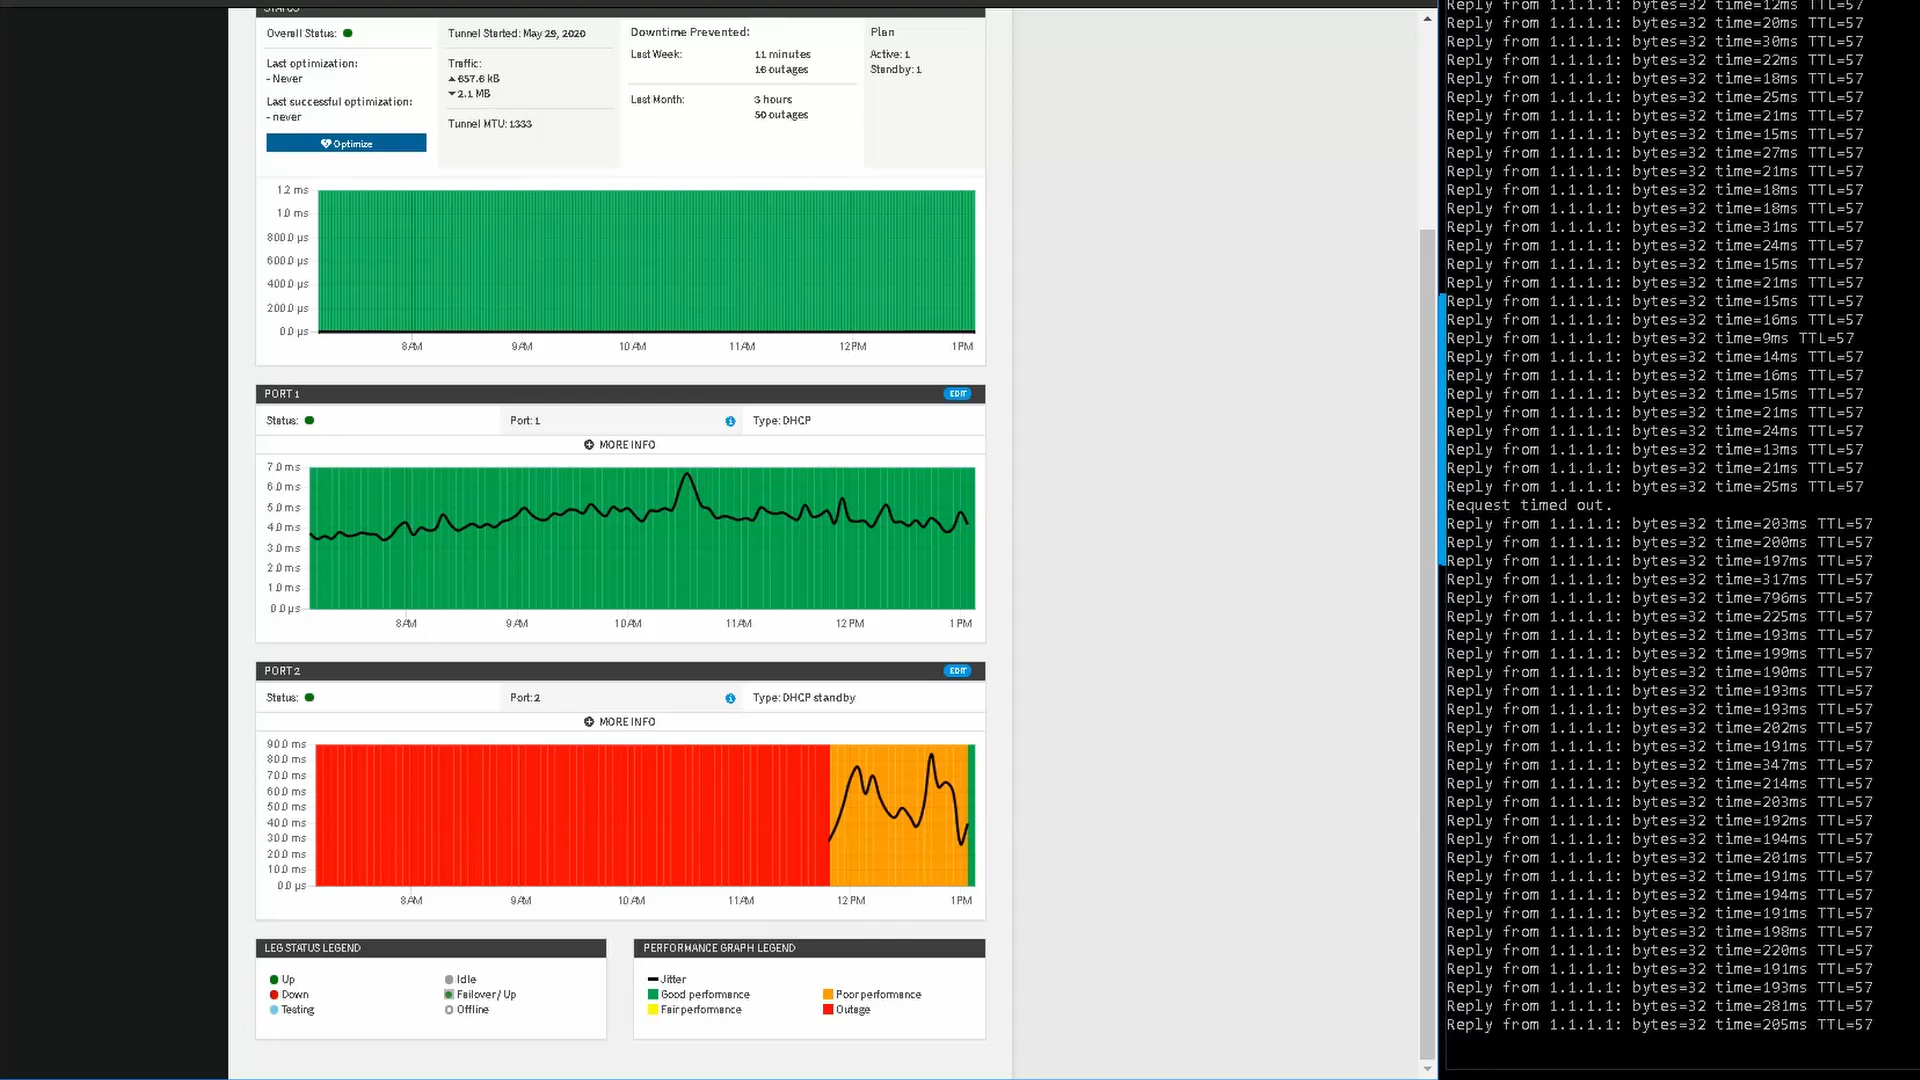 STATUS
Overall Status:
Last optimization:
- Never
Last successful optimization:
- never
Optimize
Tunnel Started: May 29, 2020
Traffic:
657.6 kB
2.1 MB
Tunnel MTU: 1333
Downtime Prevented:
Last Week: 11 minutes
16 outages
Last Month: 3 hours
50 outages
Plan
Active: 1
Standby: 1
1.2 ms
1.0 ms
800.0 µs
600.0 µs
400.0 µs
200.0 µs
0.0 µs
8 AM 9 AM 10 AM 11 AM 12 PM 1 PM
PORT 1 EDIT
Status: Port: 1 Type: DHCP
MORE INFO
7.0 ms
6.0 ms
5.0 ms
4.0 ms
3.0 ms
2.0 ms
1.0 ms
0.0 µs
8 AM 9 AM 10 AM 11 AM 12 PM 1 PM
PORT 2 EDIT
Status: Port: 2 Type: DHCP standby
MORE INFO
90.0 ms
80.0 ms
70.0 ms
60.0 ms
50.0 ms
40.0 ms
30.0 ms
20.0 ms
10.0 ms
0.0 µs
8 AM 9 AM 10 AM 11 AM 12 PM 1 PM
LEG STATUS LEGEND
Up Idle
Down Failover / Up
Testing Offline
PERFORMANCE GRAPH LEGEND
Jitter
Good performance Poor performance
Fair performance Outage
Reply from 1.1.1.1: bytes=32 time=12ms TTL=57
Reply from 1.1.1.1: bytes=32 time=20ms TTL=57
Reply from 1.1.1.1: bytes=32 time=30ms TTL=57
Reply from 1.1.1.1: bytes=32 time=22ms TTL=57
Reply from 1.1.1.1: bytes=32 time=18ms TTL=57
Reply from 1.1.1.1: bytes=32 time=25ms TTL=57
Reply from 1.1.1.1: bytes=32 time=21ms TTL=57
Reply from 1.1.1.1: bytes=32 time=15ms TTL=57
Reply from 1.1.1.1: bytes=32 time=27ms TTL=57
Reply from 1.1.1.1: bytes=32 time=21ms TTL=57
Reply from 1.1.1.1: bytes=32 time=18ms TTL=57
Reply from 1.1.1.1: bytes=32 time=18ms TTL=57
Reply from 1.1.1.1: bytes=32 time=31ms TTL=57
Reply from 1.1.1.1: bytes=32 time=24ms TTL=57
Reply from 1.1.1.1: bytes=32 time=15ms TTL=57
Reply from 1.1.1.1: bytes=32 time=21ms TTL=57
Reply from 1.1.1.1: bytes=32 time=15ms TTL=57
Reply from 1.1.1.1: bytes=32 time=16ms TTL=57
Reply from 1.1.1.1: bytes=32 time=9ms TTL=57
Reply from 1.1.1.1: bytes=32 time=14ms TTL=57
Reply from 1.1.1.1: bytes=32 time=16ms TTL=57
Reply from 1.1.1.1: bytes=32 time=15ms TTL=57
Reply from 1.1.1.1: bytes=32 time=21ms TTL=57
Reply from 1.1.1.1: bytes=32 time=24ms TTL=57
Reply from 1.1.1.1: bytes=32 time=13ms TTL=57
Reply from 1.1.1.1: bytes=32 time=21ms TTL=57
Reply from 1.1.1.1: bytes=32 time=25ms TTL=57
Request timed out.
Reply from 1.1.1.1: bytes=32 time=203ms TTL=57
Reply from 1.1.1.1: bytes=32 time=200ms TTL=57
Reply from 1.1.1.1: bytes=32 time=197ms TTL=57
Reply from 1.1.1.1: bytes=32 time=317ms TTL=57
Reply from 1.1.1.1: bytes=32 time=796ms TTL=57
Reply from 1.1.1.1: bytes=32 time=225ms TTL=57
Reply from 1.1.1.1: bytes=32 time=193ms TTL=57
Reply from 1.1.1.1: bytes=32 time=199ms TTL=57
Reply from 1.1.1.1: bytes=32 time=190ms TTL=57
Reply from 1.1.1.1: bytes=32 time=193ms TTL=57
Reply from 1.1.1.1: bytes=32 time=193ms TTL=57
Reply from 1.1.1.1: bytes=32 time=202ms TTL=57
Reply from 1.1.1.1: bytes=32 time=191ms TTL=57
Reply from 1.1.1.1: bytes=32 time=347ms TTL=57
Reply from 1.1.1.1: bytes=32 time=214ms TTL=57
Reply from 1.1.1.1: bytes=32 time=203ms TTL=57
Reply from 1.1.1.1: bytes=32 time=192ms TTL=57
Reply from 1.1.1.1: bytes=32 time=194ms TTL=57
Reply from 1.1.1.1: bytes=32 time=201ms TTL=57
Reply from 1.1.1.1: bytes=32 time=191ms TTL=57
Reply from 1.1.1.1: bytes=32 time=194ms TTL=57
Reply from 1.1.1.1: bytes=32 time=191ms TTL=57
Reply from 1.1.1.1: bytes=32 time=198ms TTL=57
Reply from 1.1.1.1: bytes=32 time=220ms TTL=57
Reply from 1.1.1.1: bytes=32 time=191ms TTL=57
Reply from 1.1.1.1: bytes=32 time=193ms TTL=57
Reply from 1.1.1.1: bytes=32 time=281ms TTL=57
Reply from 1.1.1.1: bytes=32 time=205ms TTL=57